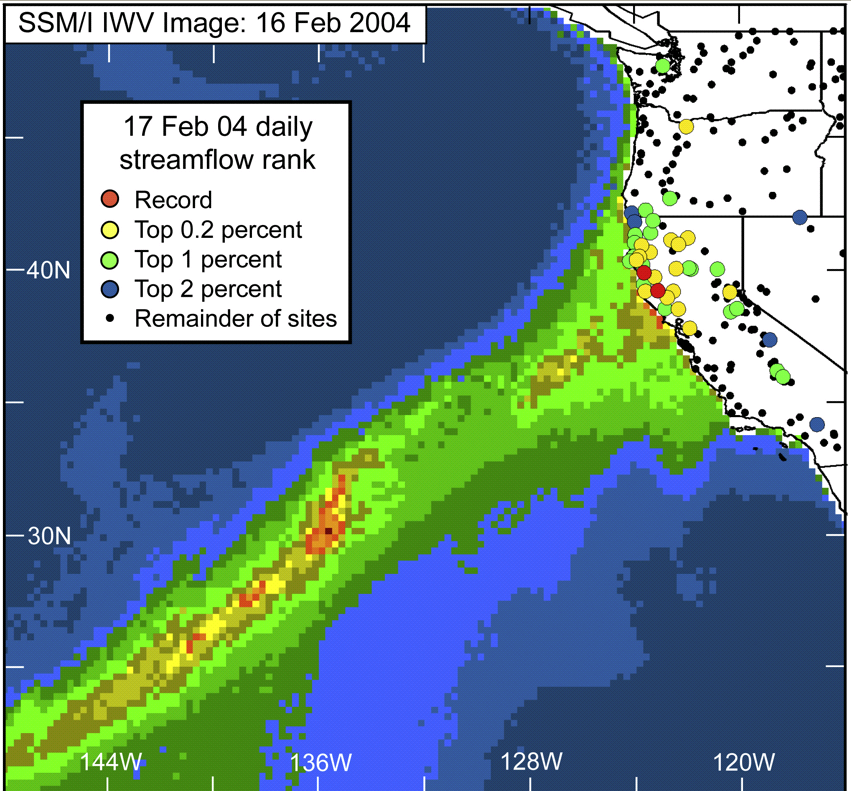 SSM/I IWV Image: 16 Feb 2004
17 Feb 04 daily
streamflow rank
Record
Top 0.2 percent
Top 1 percent
Top 2 percent
Remainder of sites
40N
30N
144W
136W
128W
120W